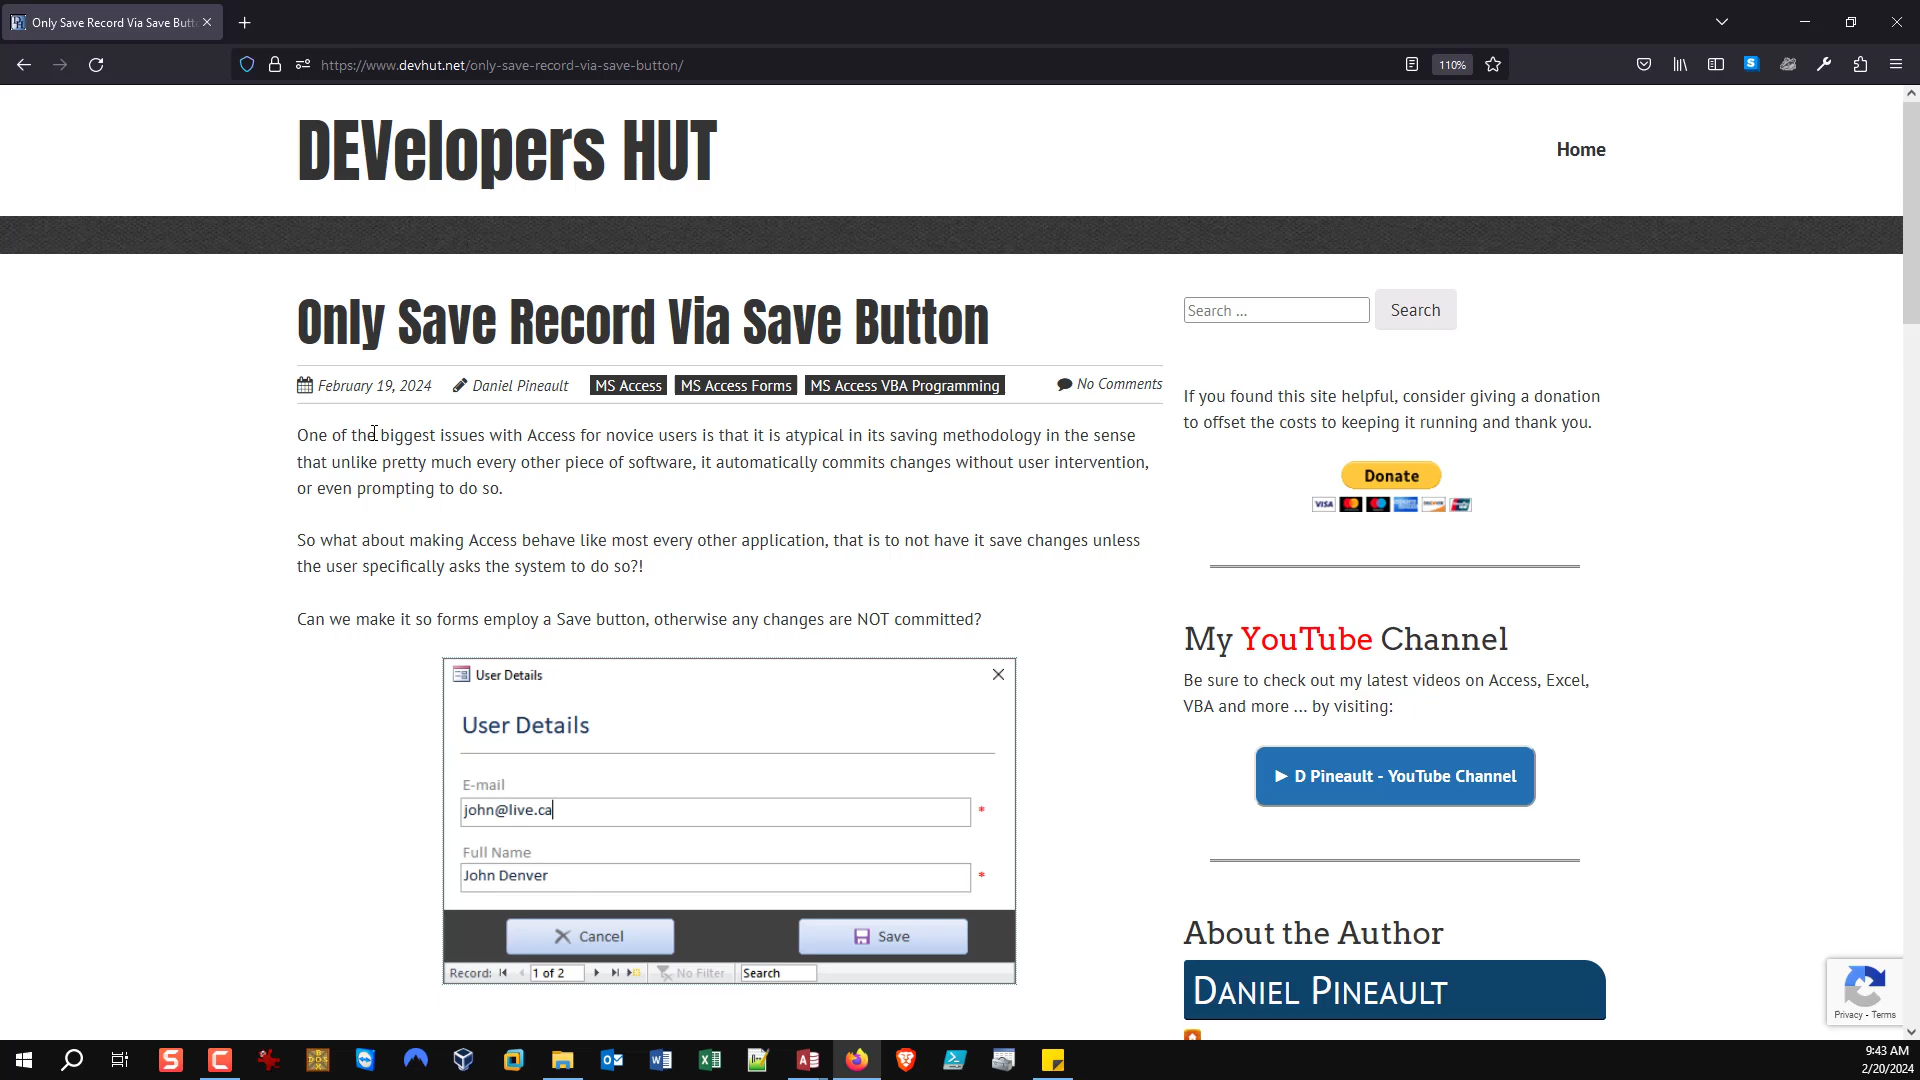 Only Save Record Via Save Butt
https://www.devhut.net/only-save-record-via-save-button/
110%
DEVelopers HUT
Home
Only Save Record Via Save Button
February 19, 2024
Daniel Pineault
MS Access
MS Access Forms
MS Access VBA Programming
No Comments
One of the biggest issues with Access for novice users is that it is atypical in its saving methodology in the sense
that unlike pretty much every other piece of software, it automatically commits changes without user intervention,
or even prompting to do so.
So what about making Access behave like most every other application, that is to not have it save changes unless
the user specifically asks the system to do so?!
Can we make it so forms employ a Save button, otherwise any changes are NOT committed?
User Details
User Details
E-mail
john@live.ca
*
Full Name
John Denver
*
Cancel
Save
Record:
1 of 2
No Filter
Search
Search ...
Search
If you found this site helpful, consider giving a donation
to offset the costs to keeping it running and thank you.
Donate
VISA
My YouTube Channel
Be sure to check out my latest videos on Access, Excel,
VBA and more ... by visiting:
► D Pineault - YouTube Channel
About the Author
DANIEL PINEAULT
Privacy - Terms
9:43 AM
2/20/2024